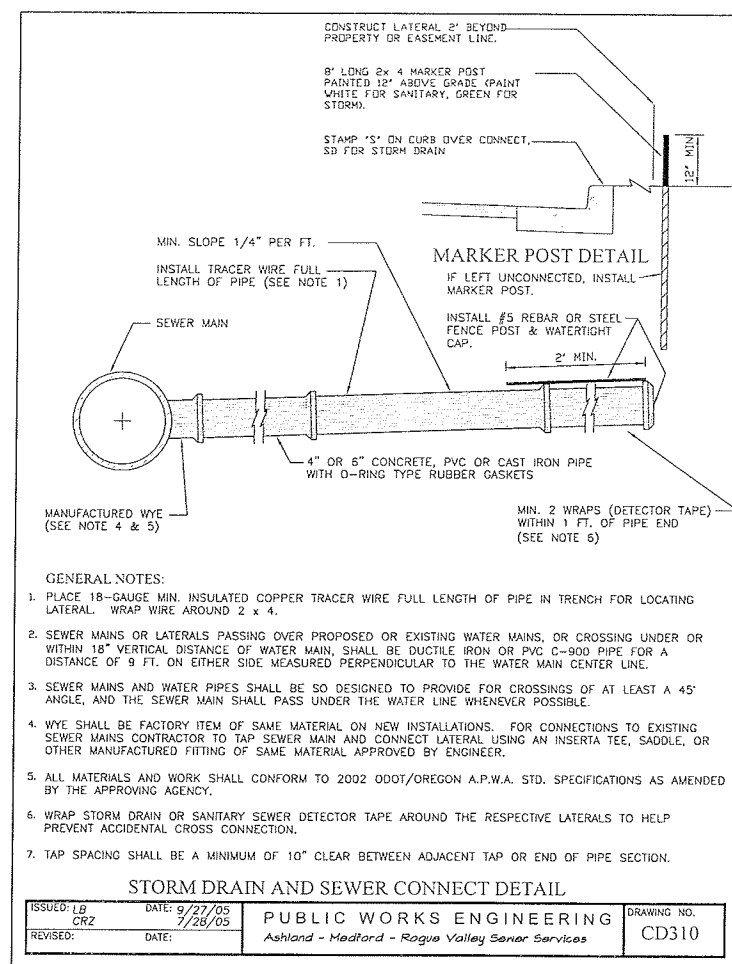 CONSTRUCT LATERAL 2' BEYOND
PROPERTY OR EASEMENT LINE.
8' LONG 2x 4 MARKER POST
PAINTED 12" ABOVE GRADE (PAINT
WHITE FOR SANITARY, GREEN FOR
STORM).
STAMP "S" ON CURB OVER CONNECT,
SD FOR STORM DRAIN
12" MIN
MARKER POST DETAIL
IF LEFT UNCONNECTED, INSTALL
MARKER POST.
MIN. SLOPE 1/4" PER FT.
INSTALL TRACER WIRE FULL
LENGTH OF PIPE (SEE NOTE 1)
INSTALL #5 REBAR OR STEEL
FENCE POST & WATERTIGHT
CAP.
SEWER MAIN
2' MIN.
4" OR 6" CONCRETE, PVC OR CAST IRON PIPE
WITH O-RING TYPE RUBBER GASKETS
MANUFACTURED WYE
(SEE NOTE 4 & 5)
MIN. 2 WRAPS (DETECTOR TAPE)
WITHIN 1 FT. OF PIPE END
(SEE NOTE 6)
GENERAL NOTES:
1. PLACE 18-GAUGE MIN. INSULATED COPPER TRACER WIRE FULL LENGTH OF PIPE IN TRENCH FOR LOCATING
LATERAL. WRAP WIRE AROUND 2 x 4.
2. SEWER MAINS OR LATERALS PASSING OVER PROPOSED OR EXISTING WATER MAINS, OR CROSSING UNDER OR
WITHIN 18" VERTICAL DISTANCE OF WATER MAIN, SHALL BE DUCTILE IRON OR PVC C-900 PIPE FOR A
DISTANCE OF 9 FT. ON EITHER SIDE MEASURED PERPENDICULAR TO THE WATER MAIN CENTER LINE.
3. SEWER MAINS AND WATER PIPES SHALL BE SO DESIGNED TO PROVIDE FOR CROSSINGS OF AT LEAST A 45°
ANGLE, AND THE SEWER MAIN SHALL PASS UNDER THE WATER LINE WHENEVER POSSIBLE.
4. WYE SHALL BE FACTORY ITEM OF SAME MATERIAL ON NEW INSTALLATIONS. FOR CONNECTIONS TO EXISTING
SEWER MAINS CONTRACTOR TO TAP SEWER MAIN AND CONNECT LATERAL USING AN INSERTA TEE, SADDLE, OR
OTHER MANUFACTURED FITTING OF SAME MATERIAL APPROVED BY ENGINEER.
5. ALL MATERIALS AND WORK SHALL CONFORM TO 2002 ODOT/OREGON A.P.W.A. STD. SPECIFICATIONS AS AMENDED
BY THE APPROVING AGENCY.
6. WRAP STORM DRAIN OR SANITARY SEWER DETECTOR TAPE AROUND THE RESPECTIVE LATERALS TO HELP
PREVENT ACCIDENTAL CROSS CONNECTION.
7. TAP SPACING SHALL BE A MINIMUM OF 10" CLEAR BETWEEN ADJACENT TAP OR END OF PIPE SECTION.
STORM DRAIN AND SEWER CONNECT DETAIL
ISSUED: LB DATE: 9/27/05
CRZ 7/28/05
REVISED: DATE:
PUBLIC WORKS ENGINEERING
Ashland - Medford - Rogue Valley Sewer Services
DRAWING NO.
CD310